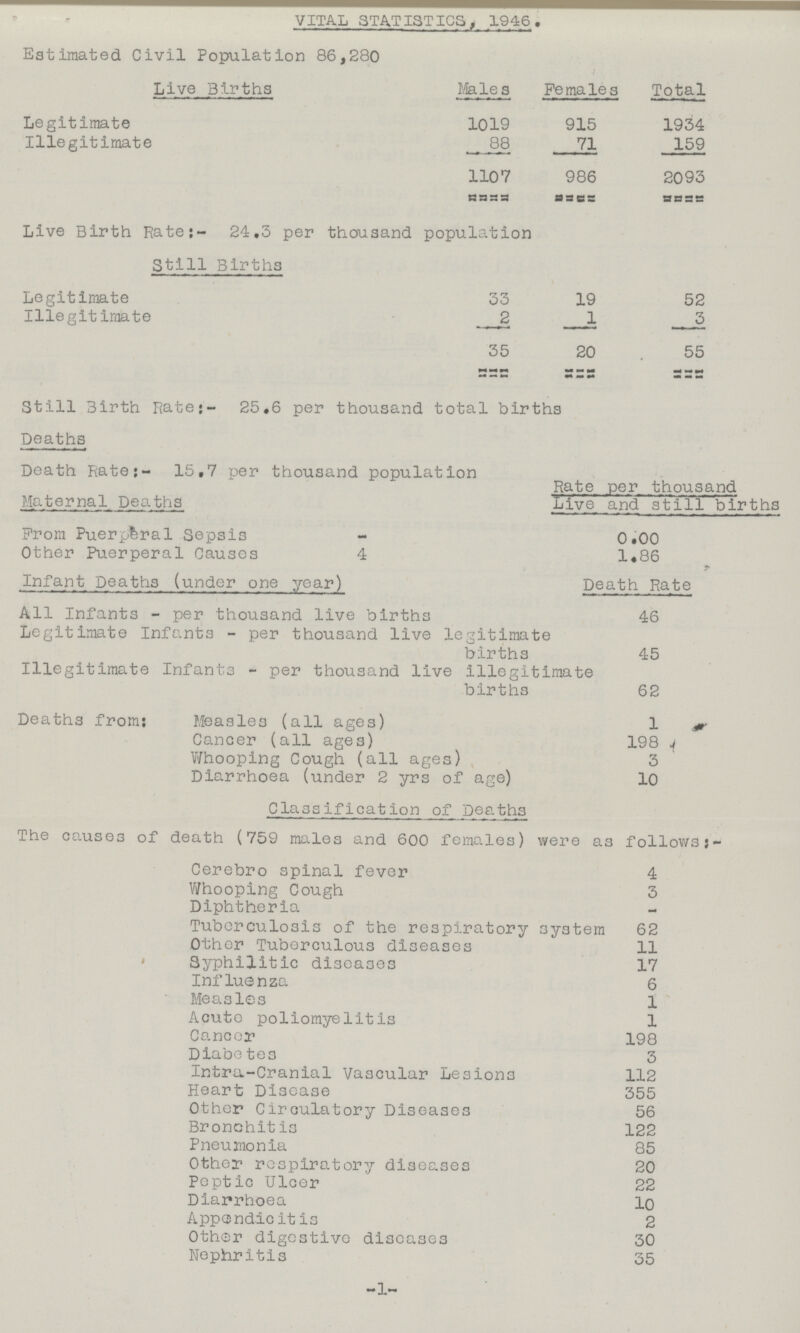 VITAL STATISTICS, 1946.
Estimated Civil Population 86,280
Live Births Males Females Total
Legitimate 1019 915 1934
Illegitimate 88 71 159
1107 986 2093
Live Birth Rate:- 24.3 per thousand population
Still Births
Legitimate 33 19 52
Illegitimate 2 1 3
35 20 55
Still Birth Rate:- 25.6 per thousand total births
Deaths
Death Rate:- 15.7 per thousand population
Rate per thousand
Maternal Deaths Live and still births
From Puerperal Sepsis - 0.00
Other Puerperal Causes 4 1.86
Infant Deaths (under one year) Death Rate
All Infants - per thousand live births 46
Legitimate Infants - per thousand live legitimate
births 45
Illegitimate Infants - per thousand live illegitimate
births 62
Deaths from: Measles (all ages) 1
Cancer (all ages) 198
Whooping Cough (all ages) 3
Diarrhoea (under 2 yrs of age) 10
Classification of Deaths
The causes of death (759 males and 600 females) were as follows:-
Cerebro spinal fever 4
Whooping Cough 3
Diphtheria -
Tuberculosis of the respiratory system 62
Other Tuberculous diseases 11
Syphilitic diseases 17
Influenza 6
Measles 1
Acute poliomyelitis 1
Cancer 198
Diabetes 3
Intra-Cranial Vascular Lesions 112
Heart Disease 355
Other Circulatory Diseases 56
Bronchitis 122
Pneumonia 85
Other respiratory diseases 20
Peptic Ulcer 22
Diarrhoea 10
Appendicitis 2
Other digestive diseases 30
Nephritis 35
-1-